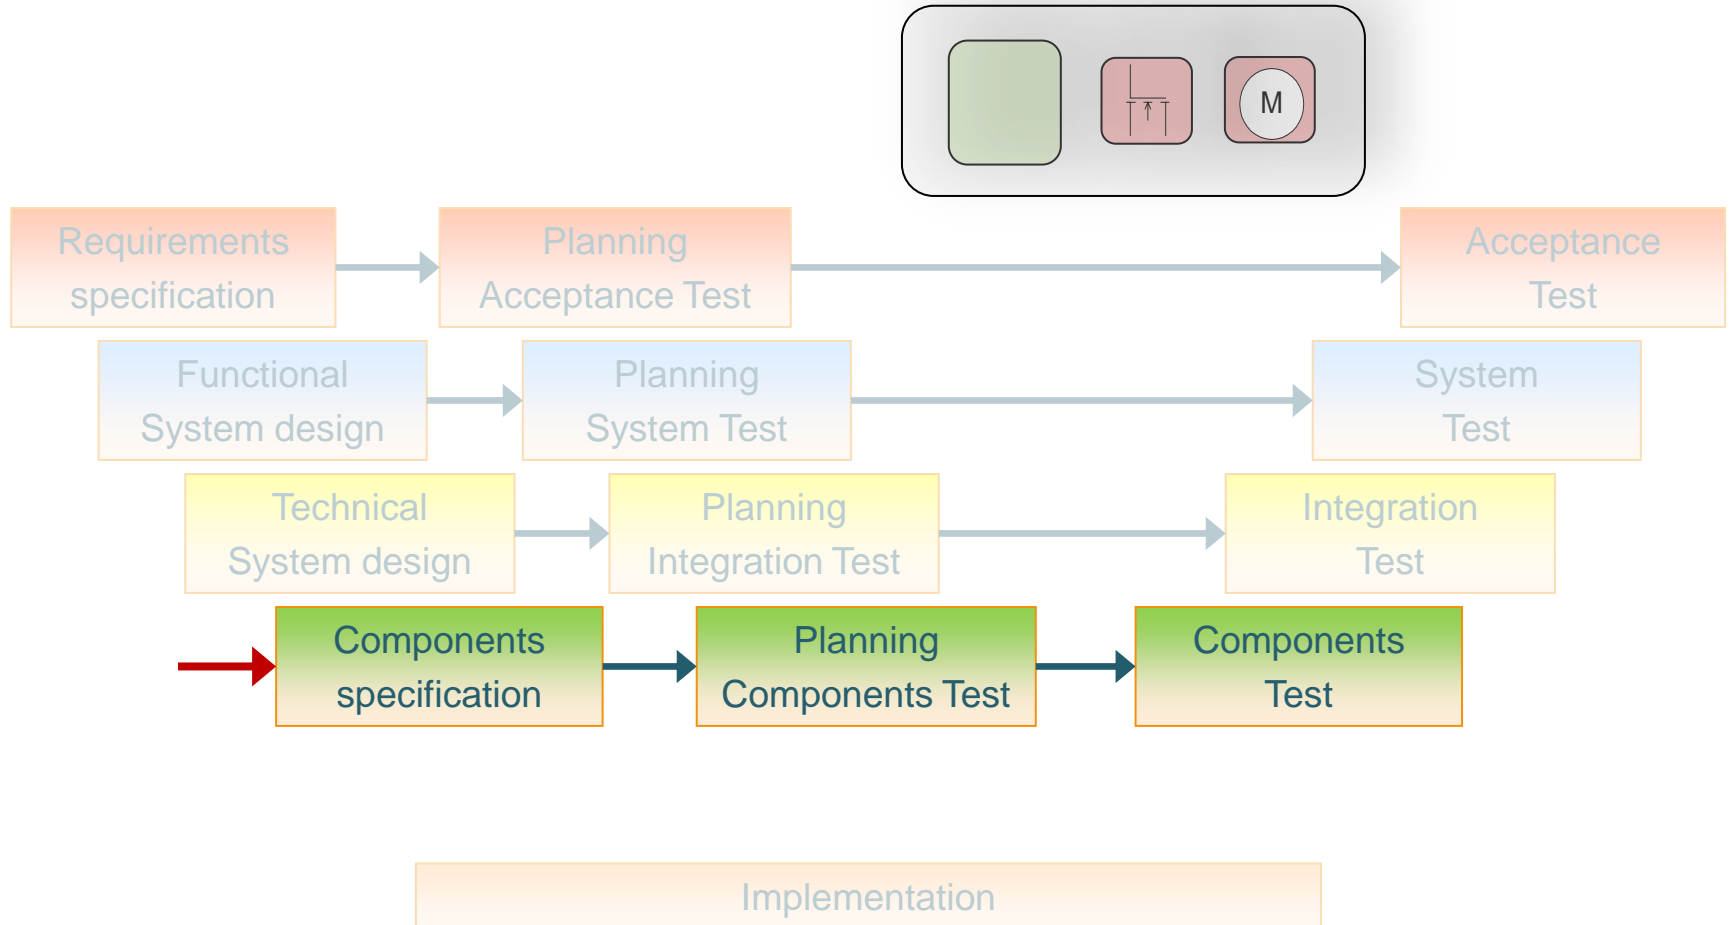 M
Requirements
specification
Planning
Acceptance Test
Acceptance
Test
Functional
System design
Planning
System Test
System
Test
Technical
System design
Planning
Integration Test
Integration
Test
Components
specification
Planning
Components Test
Components
Test
Implementation